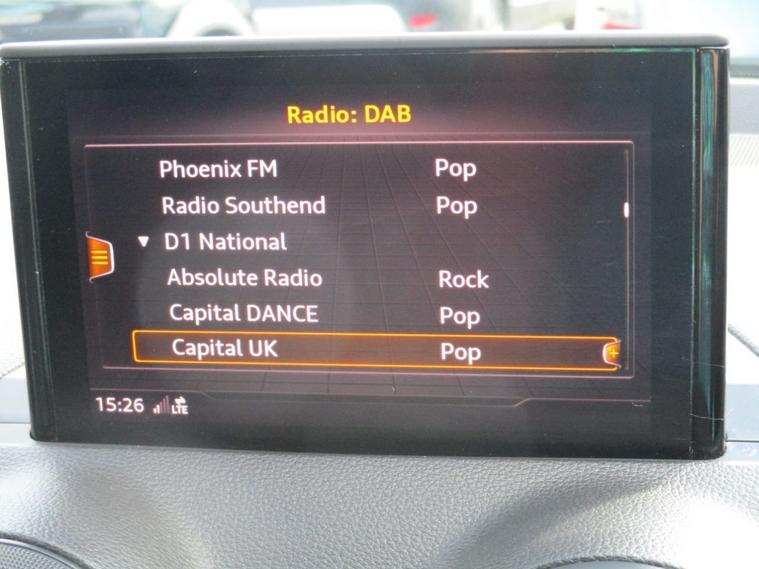 Radio: DAB
Phoenix FM Pop
Radio Southend Pop
▼ D1 National
Absolute Radio Rock
Capital DANCE Pop
Capital UK Pop +
15:26 LTE